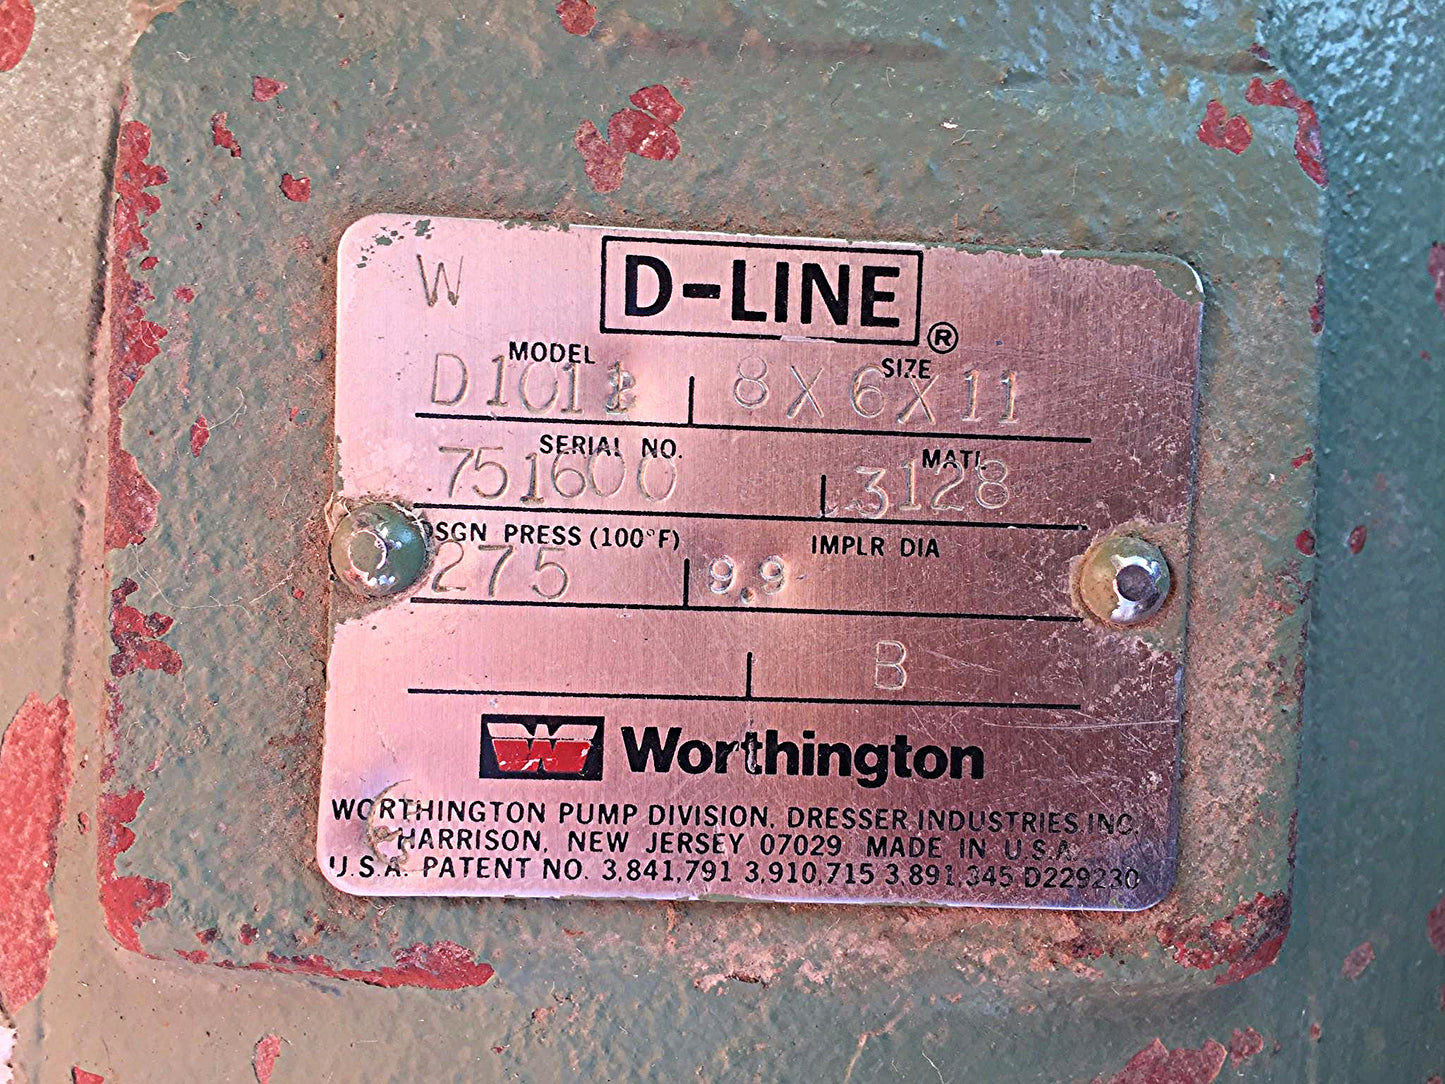 W D-LINE ®
MODEL SIZE
8X6X11
SERIAL NO. MATL
751600 3128
DSGN PRESS (100°F) IMPLR DIA
275 9.9
B
W Worthington
WORTHINGTON PUMP DIVISION, DRESSER INDUSTRIES INC.
HARRISON, NEW JERSEY 07029 MADE IN U.S.A.
U.S.A. PATENT NO. 3,841,791 3,910,715 3,891,345 D229230